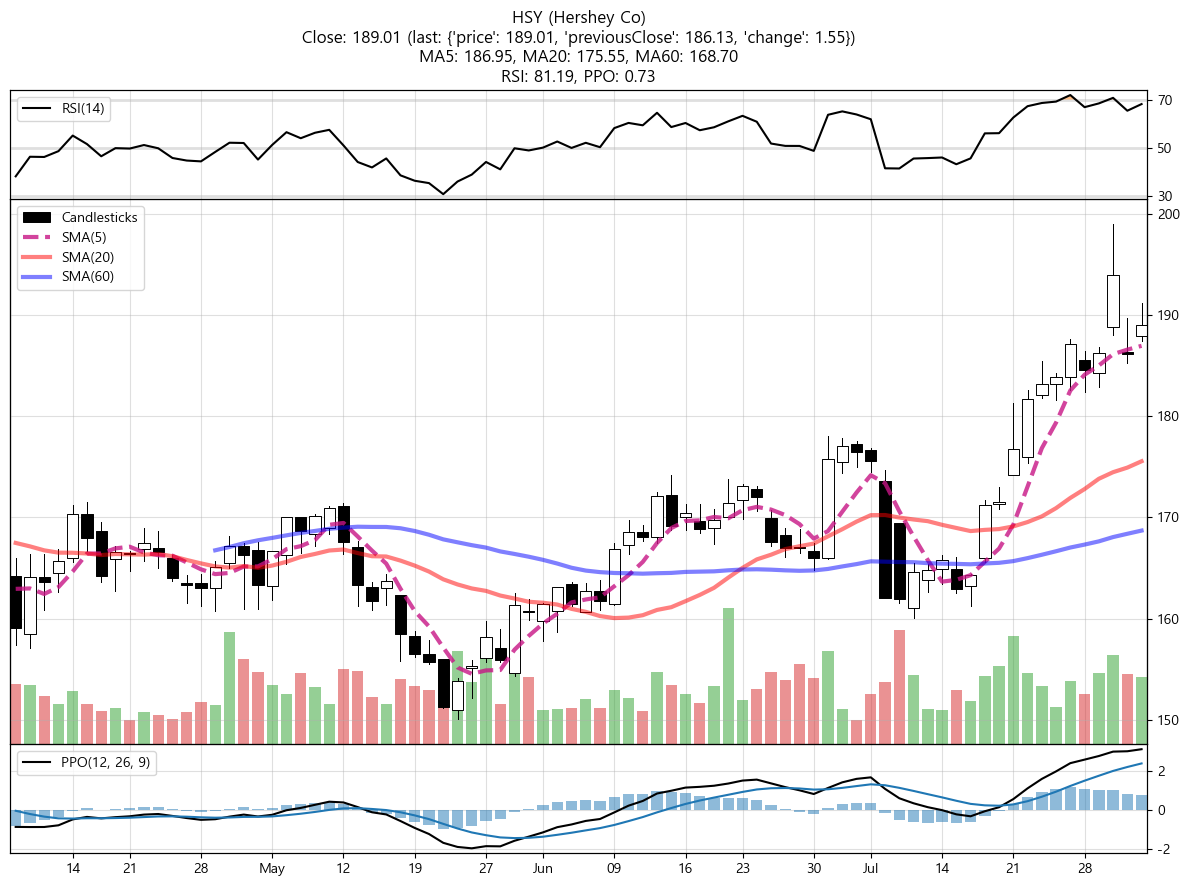 HSY (Hershey Co)
Close: 189.01 (last: {'price': 189.01, 'previousClose': 186.13, 'change': 1.55})
MA5: 186.95, MA20: 175.55, MA60: 168.70
RSI: 81.19, PPO: 0.73
RSI(14)
70
50
30
Candlesticks
SMA(5)
SMA(20)
SMA(60)
200
190
180
170
160
150
PPO(12, 26, 9)
2
0
-2
14 21 28 May 12 19 27 Jun 09 16 23 30 Jul 14 21 28